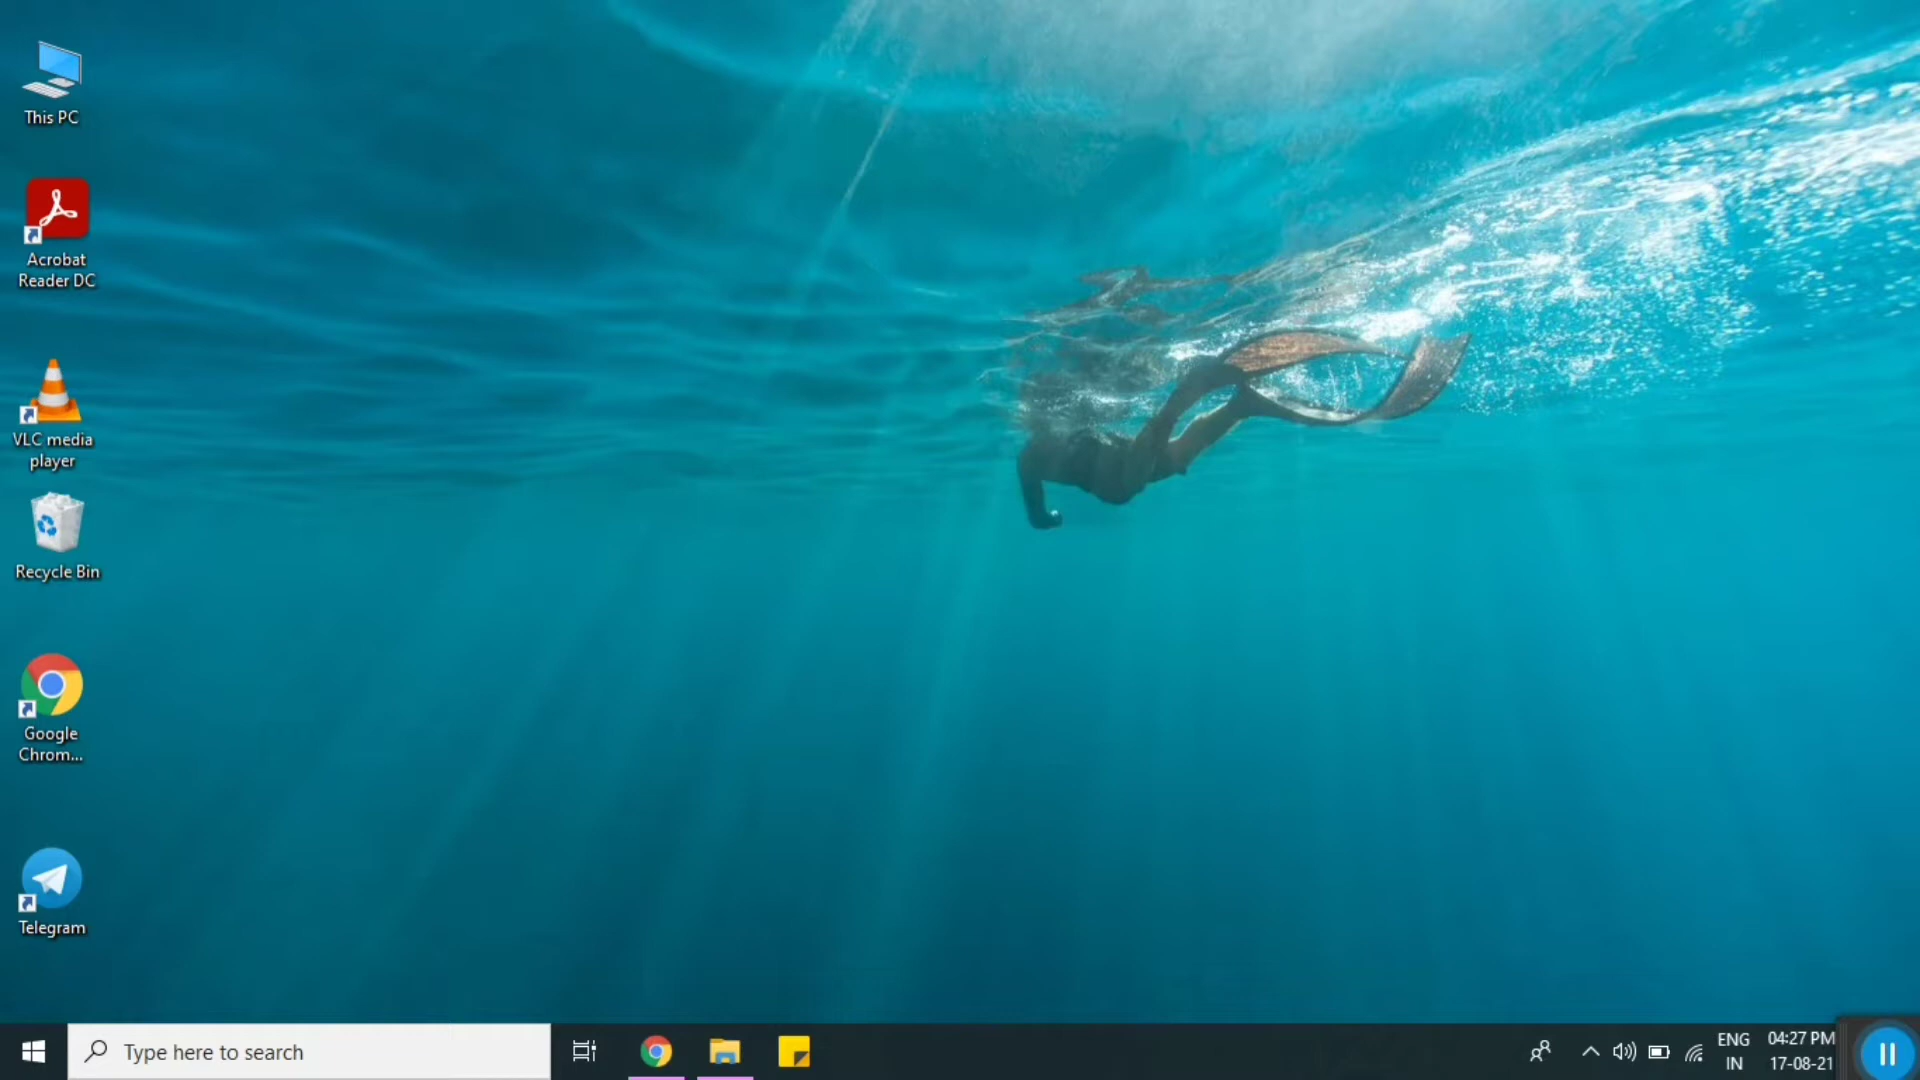 This PC
Acrobat
Reader DC
VLC media
player
Recycle Bin
Google
Chrom...
Telegram
Type here to search
ENG
IN
04:27 PM
17-08-21